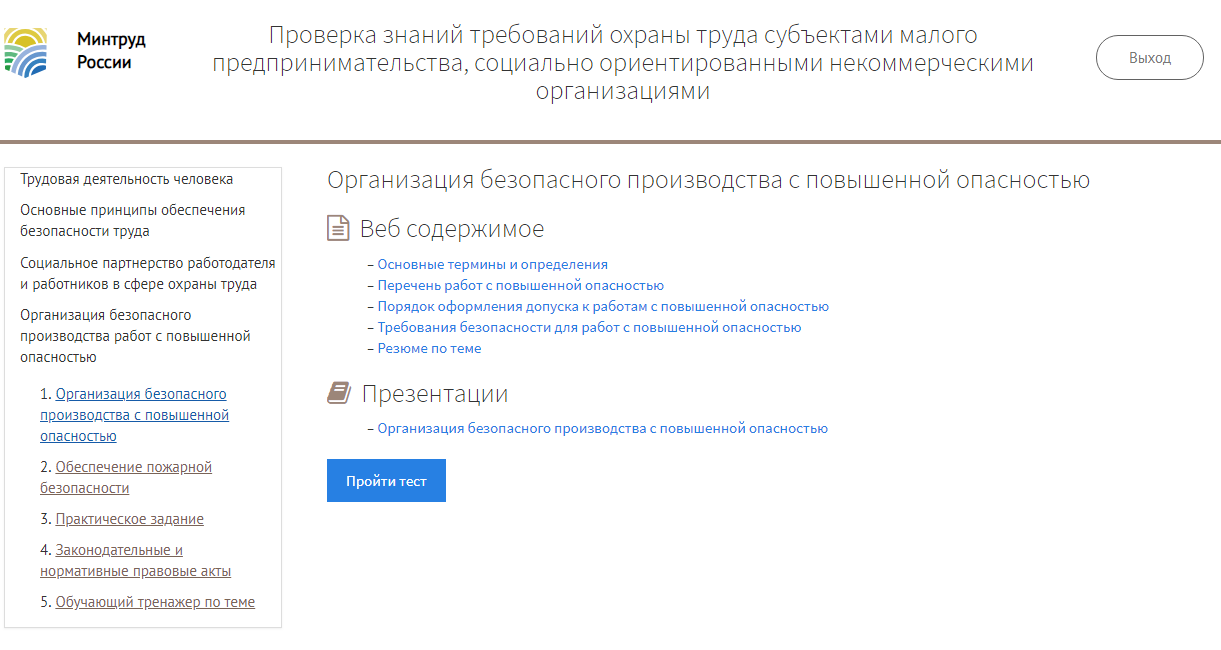 Минтруд
России
Проверка знаний требований охраны труда субъектами малого
предпринимательства, социально ориентированными некоммерческими
организациями
Выход
Трудовая деятельность человека
Основные принципы обеспечения
безопасности труда
Социальное партнерство работодателя
и работников в сфере охраны труда
Организация безопасного
производства работ с повышенной
опасностью
1. Организация безопасного
производства с повышенной
опасностью
2. Обеспечение пожарной
безопасности
3. Практическое задание
4. Законодательные и
нормативные правовые акты
5. Обучающий тренажер по теме
Организация безопасного производства с повышенной опасностью
Веб содержимое
– Основные термины и определения
– Перечень работ с повышенной опасностью
– Порядок оформления допуска к работам с повышенной опасностью
– Требования безопасности для работ с повышенной опасностью
– Резюме по теме
Презентации
– Организация безопасного производства с повышенной опасностью
Пройти тест